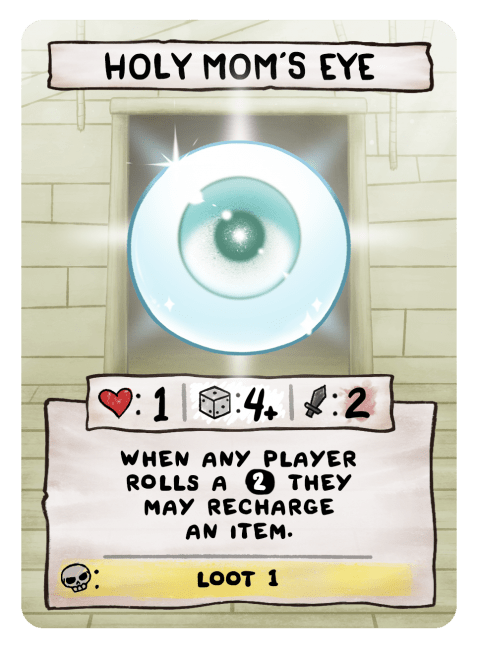 HOLY MOM'S EYE
: 1 :4+ :2
WHEN ANY PLAYER
ROLLS A 2 THEY
MAY RECHARGE
AN ITEM.
: LOOT 1